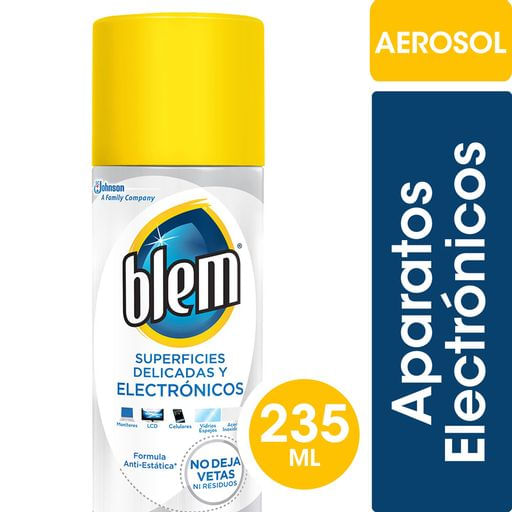 AEROSOL
Aparatos
Electrónicos
Johnson
A Family Company
blem®
SUPERFICIES
DELICADAS Y
ELECTRÓNICOS
Monitores LCD Celulares Vidrios
Espejos
Formula
Anti-Estática*
NO DEJA
VETAS
NI RESIDUOS
235
ML